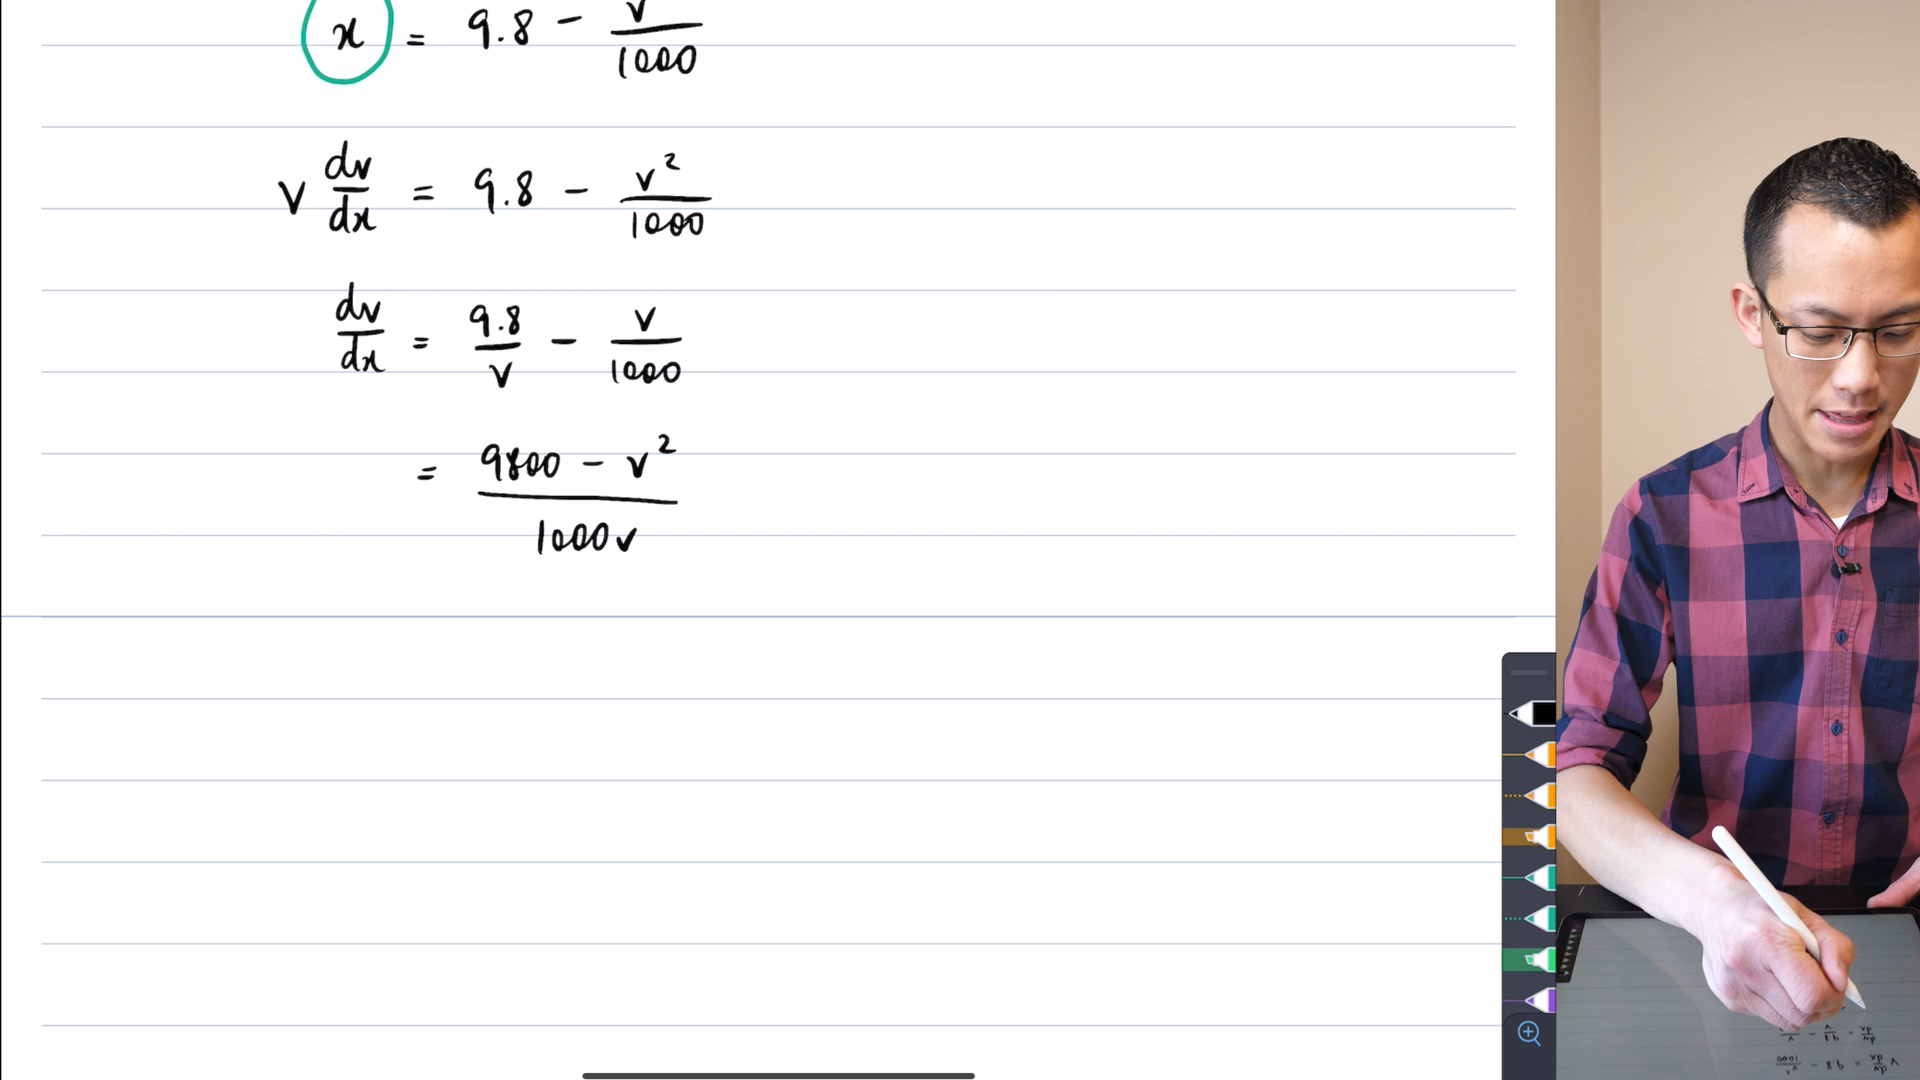 x = 9.8 - v/1000
v dv/dx = 9.8 - v²/1000
dv/dx = 9.8/v - v/1000
= 9800 - v²/1000v